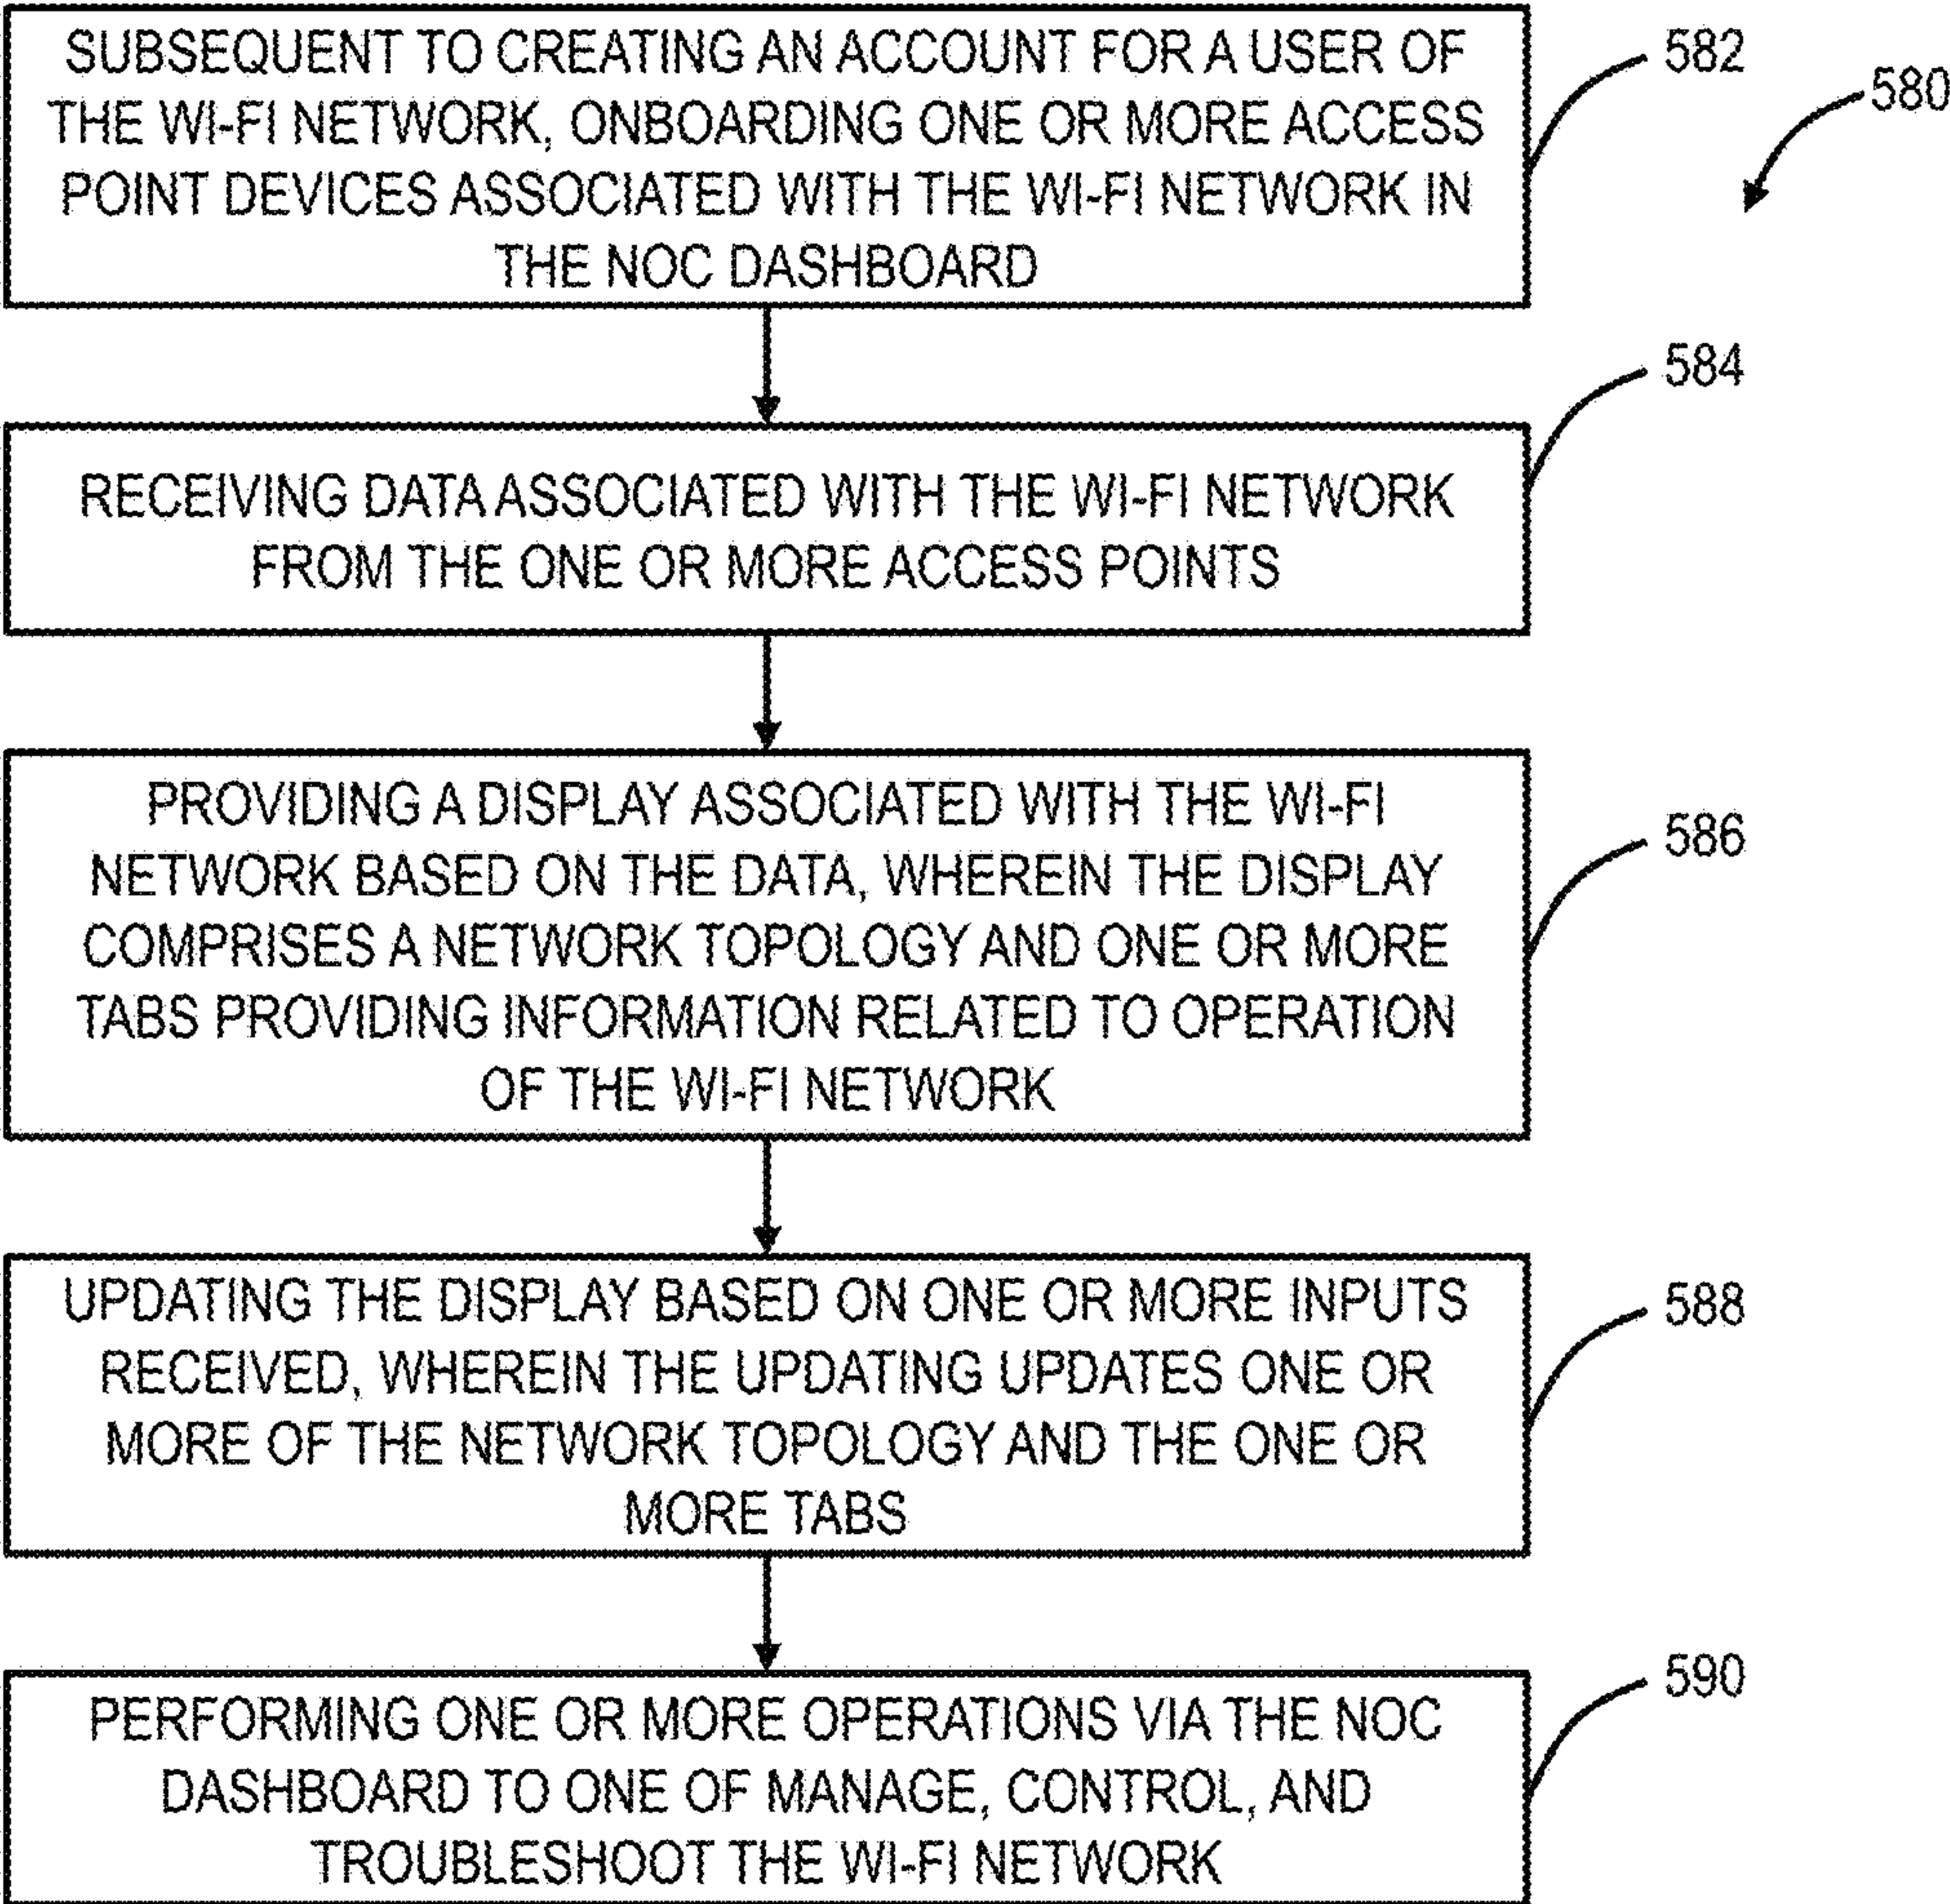 SUBSEQUENT TO CREATING AN ACCOUNT FOR A USER OF
THE WI-FI NETWORK, ONBOARDING ONE OR MORE ACCESS
POINT DEVICES ASSOCIATED WITH THE WI-FI NETWORK IN
THE NOC DASHBOARD
582
580
RECEIVING DATA ASSOCIATED WITH THE WI-FI NETWORK
FROM THE ONE OR MORE ACCESS POINTS
584
PROVIDING A DISPLAY ASSOCIATED WITH THE WI-FI
NETWORK BASED ON THE DATA, WHEREIN THE DISPLAY
COMPRISES A NETWORK TOPOLOGY AND ONE OR MORE
TABS PROVIDING INFORMATION RELATED TO OPERATION
OF THE WI-FI NETWORK
586
UPDATING THE DISPLAY BASED ON ONE OR MORE INPUTS
RECEIVED, WHEREIN THE UPDATING UPDATES ONE OR
MORE OF THE NETWORK TOPOLOGY AND THE ONE OR
MORE TABS
588
PERFORMING ONE OR MORE OPERATIONS VIA THE NOC
DASHBOARD TO ONE OF MANAGE, CONTROL, AND
TROUBLESHOOT THE WI-FI NETWORK
590